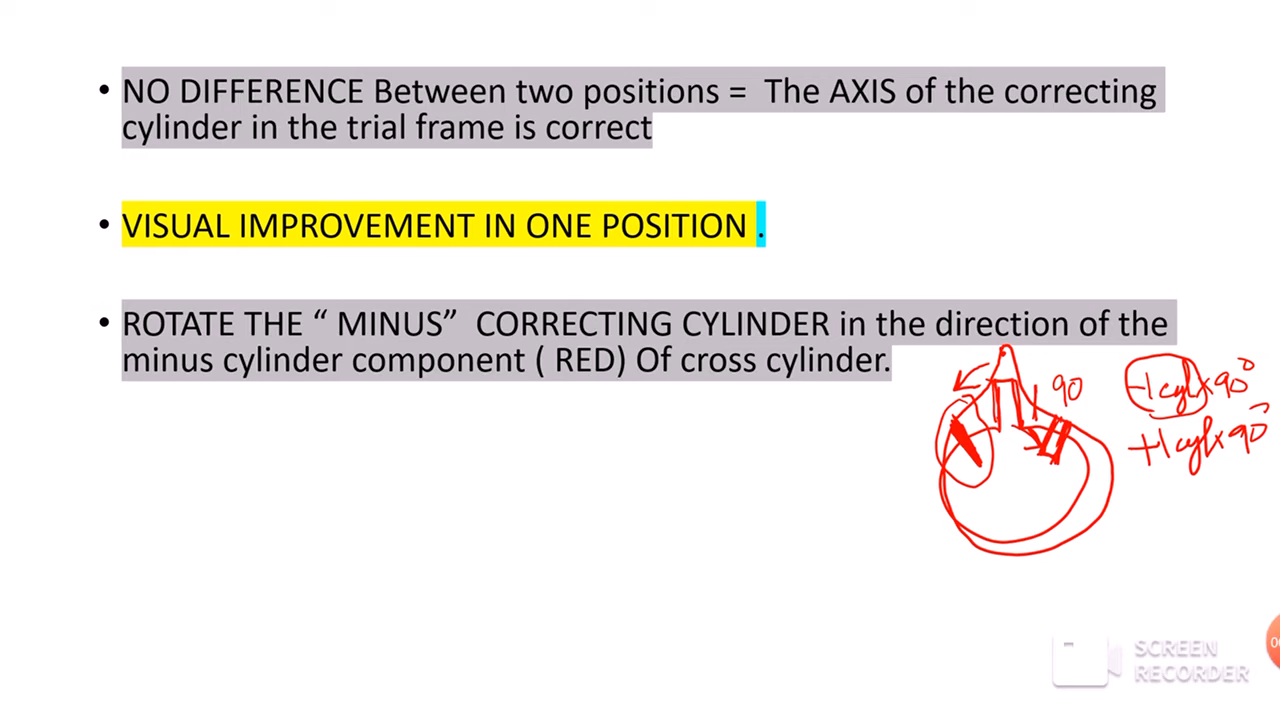 • NO DIFFERENCE Between two positions = The AXIS of the correcting
cylinder in the trial frame is correct
• VISUAL IMPROVEMENT IN ONE POSITION .
• ROTATE THE “ MINUS” CORRECTING CYLINDER in the direction of the
minus cylinder component ( RED) Of cross cylinder.
90
-1cyl×90°
+1cyl×90°
SCREEN
RECORDER